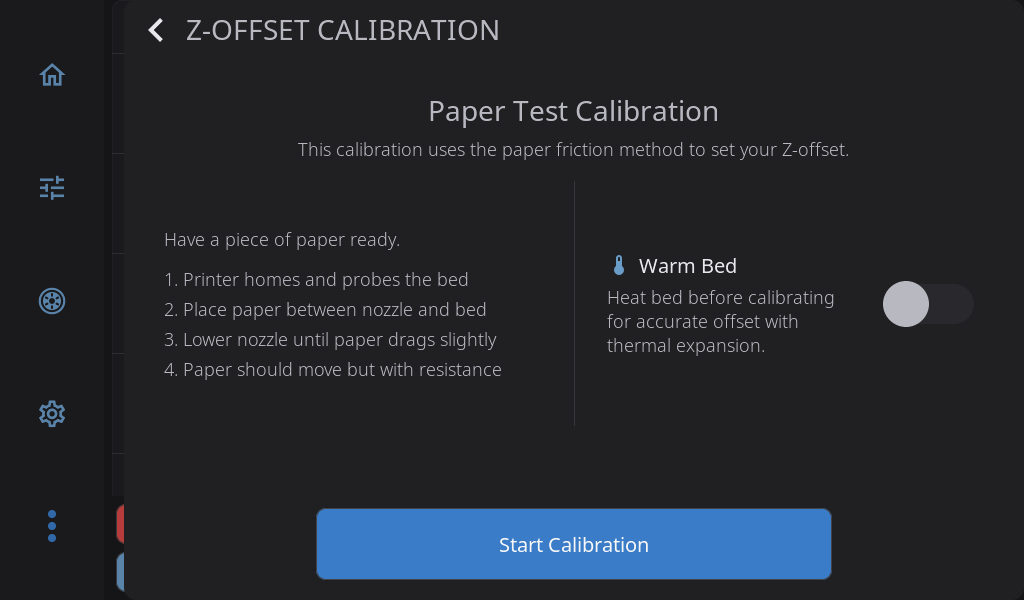 Z-OFFSET CALIBRATION
Paper Test Calibration
This calibration uses the paper friction method to set your Z-offset.
Have a piece of paper ready.
1. Printer homes and probes the bed
2. Place paper between nozzle and bed
3. Lower nozzle until paper drags slightly
4. Paper should move but with resistance
Warm Bed
Heat bed before calibrating
for accurate offset with
thermal expansion.
Start Calibration